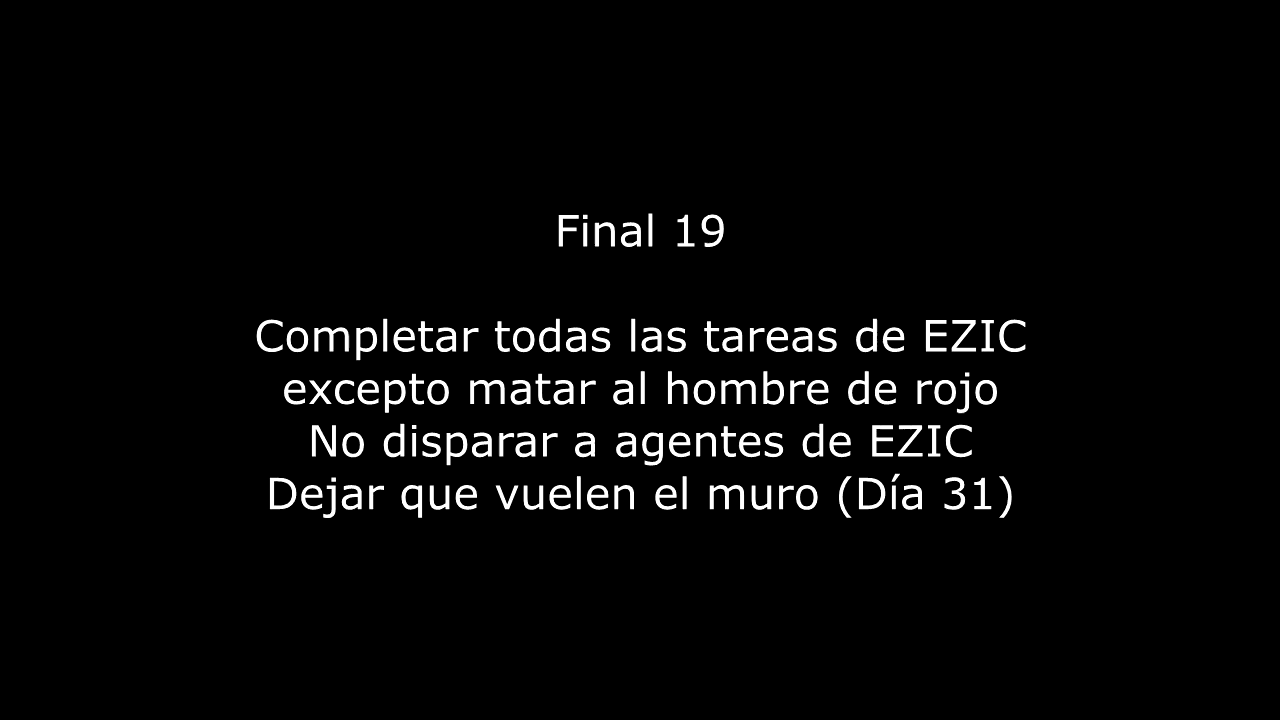 Final 19
Completar todas las tareas de EZIC
excepto matar al hombre de rojo
No disparar a agentes de EZIC
Dejar que vuelen el muro (Día 31)